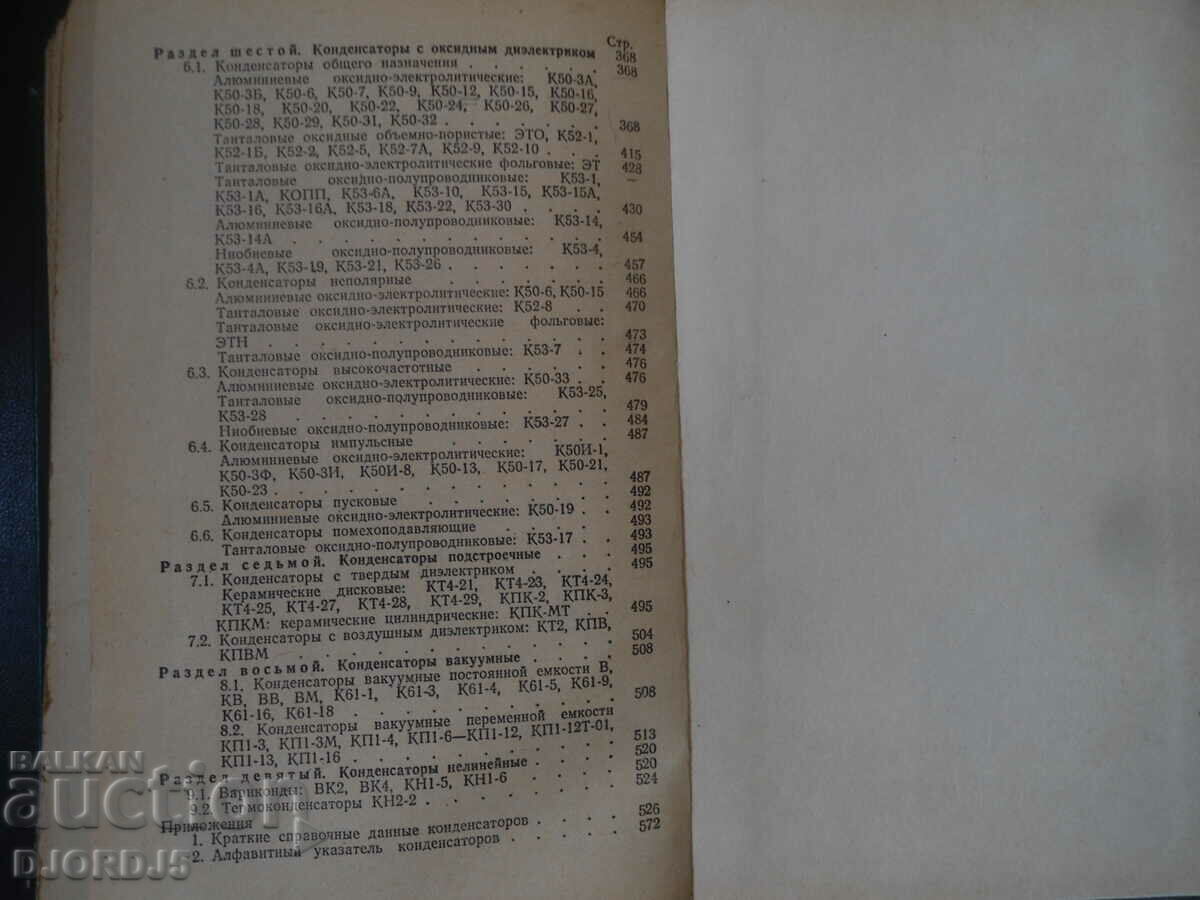 Стр.
Раздел шестой. Конденсаторы с оксидным диэлектриком 368
6.1. Конденсаторы общего назначения . . . . . . 368
Алюминиевые оксидно-электролитические: К50-3А,
К50-3Б, К50-6, К50-7, К50-9, К50-12, К50-15, К50-16,
К50-18, К50-20, К50-22, К50-24, К50-26, К50-27,
К50-28, К50-29, К50-31, К50-32 . . . . . . . 368
Танталовые оксидные объемно-пористые: ЭТО, К52-1,
К52-1Б, К52-2, К52-5, К52-7А, К52-9, К52-10 . . . 415
Танталовые оксидно-электролитические фольговые: ЭТ 428
Танталовые оксидно-полупроводниковые: К53-1, —
К53-1А, КОПП, К53-6А, К53-10, К53-15, К53-15А,
К53-16, К53-16А, К53-18, К53-22, К53-30 . . . . 430
Алюминиевые оксидно-полупроводниковые: К53-14,
К53-14А . . . . . . . . . . . . 454
Ниобиевые оксидно-полупроводниковые: К53-4,
К53-4А, К53-19, К53-21, К53-26 . . . . . . . 457
6.2. Конденсаторы неполярные . . . . . . . 466
Алюминиевые оксидно-электролитические: К50-6, К50-15 466
Танталовые оксидно-электролитические: К52-8 . . 470
Танталовые оксидно-электролитические фольговые:
ЭТН . . . . . . . . . . . . . 473
Танталовые оксидно-полупроводниковые: К53-7 . . 474
6.3. Конденсаторы высокочастотные . . . . . . 476
Алюминиевые оксидно-электролитические: К50-33 . . 476
Танталовые оксидно-полупроводниковые: К53-25,
К53-28 . . . . . . . . . . . . 479
Ниобиевые оксидно-полупроводниковые: К53-27 . . 484
6.4. Конденсаторы импульсные . . . . . . . 487
Алюминиевые оксидно-электролитические: К50И-1,
К50-3Ф, К50-3И, К50И-8, К50-13, К50-17, К50-21,
К50-23 . . . . . . . . . . . . . 487
6.5. Конденсаторы пусковые . . . . . . . 492
Алюминиевые оксидно-электролитические: К50-19 . . 492
6.6. Конденсаторы помехоподавляющие . . . . 493
Танталовые оксидно-полупроводниковые: К53-17 . . 493
Раздел седьмой. Конденсаторы подстроечные . . . 495
7.1. Конденсаторы с твердым диэлектриком . . . . 495
Керамические дисковые: КТ4-21, КТ4-23, КТ4-24,
КТ4-25, КТ4-27, КТ4-28, КТ4-29, КПК-2, КПК-3,
КПКМ: керамические цилиндрические: КПК-МТ . . 495
7.2. Конденсаторы с воздушным диэлектриком: КТ2, КПВ,
КПВМ . . . . . . . . . . . . . 504
Раздел восьмой. Конденсаторы вакуумные . . . . 508
8.1. Конденсаторы вакуумные постоянной емкости В,
КВ, ВВ, ВМ, К61-1, К61-3, К61-4, К61-5, К61-9,
К61-16, К61-18 . . . . . . . . . . 508
8.2. Конденсаторы вакуумные переменной емкости
КП1-3, КП1-3М, КП1-4, КП1-6—КП1-12, КП1-12Т-01,
КП1-13, КП1-16 . . . . . . . . . . 513
Раздел девятый. Конденсаторы нелинейные . . . . 520
9.1. Вариконды: ВК2, ВК4, КН1-5, КН1-6 . . . . 520
9.2. Термоконденсаторы КН2-2 . . . . . . . 524
Приложения
1. Краткие справочные данные конденсаторов . . . . 526
2. Алфавитный указатель конденсаторов . . . . . 572
BALKAN
auction
DJORDJ5